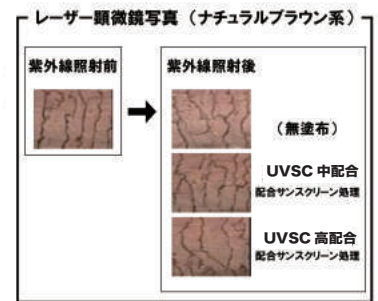 レーザー顕微鏡写真（ナチュラルブラウン系）
紫外線照射前
紫外線照射後
（無塗布）
UVSC 中配合
配合サンスクリーン処理
UVSC 高配合
配合サンスクリーン処理